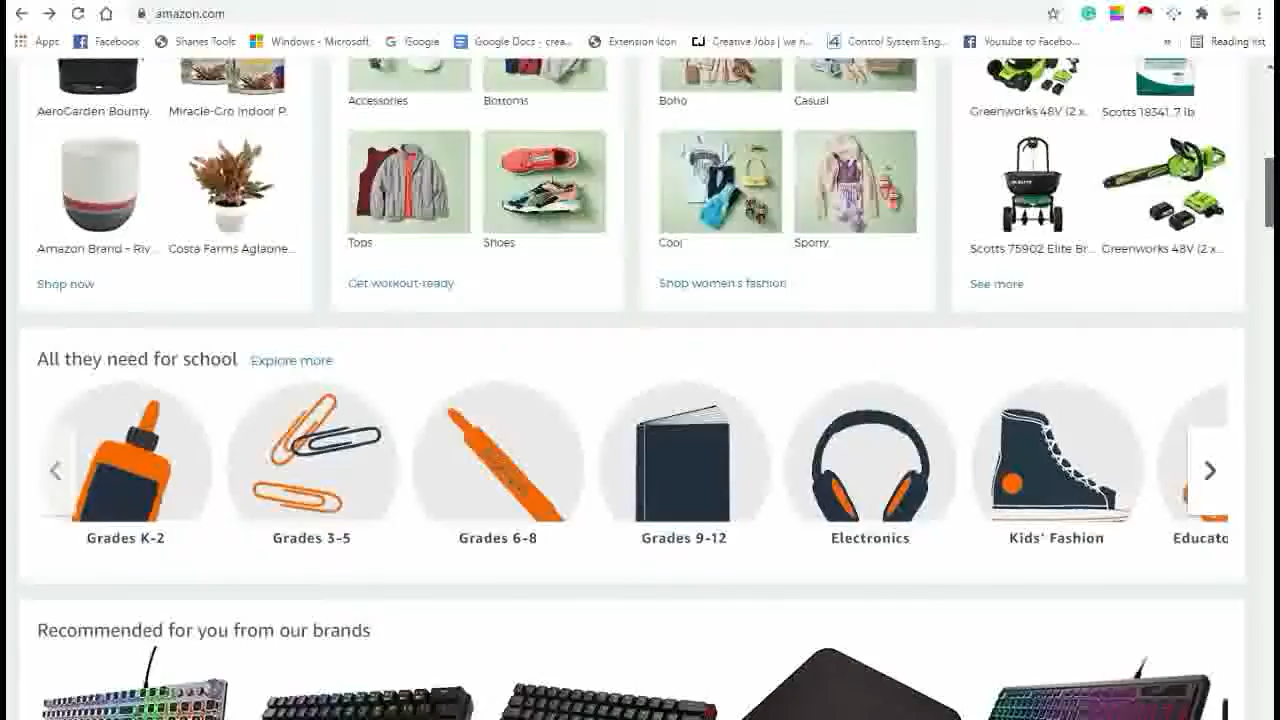 amazon.com
Apps Facebook Shanes Tools Windows - Microsoft Google Google Docs - crea... Extension Icon Creative Jobs | we n... Control System Eng... Youtube to Facebo... » Reading list
AeroGarden Bounty Miracle-Gro Indoor P.
Accessories Bottoms
Boho Casual
Greenworks 48V (2 x. Scotts 18341..7 lb
Amazon Brand – Riv... Costa Farms Aglaone...
Tops Shoes
Cool Sporty
Scotts 75902 Elite Br... Greenworks 48V (2 x...
Shop now
Get workout-ready
Shop women's fashion
See more
All they need for school Explore more
Grades K-2 Grades 3-5 Grades 6-8 Grades 9-12 Electronics Kids' Fashion Educato
Recommended for you from our brands